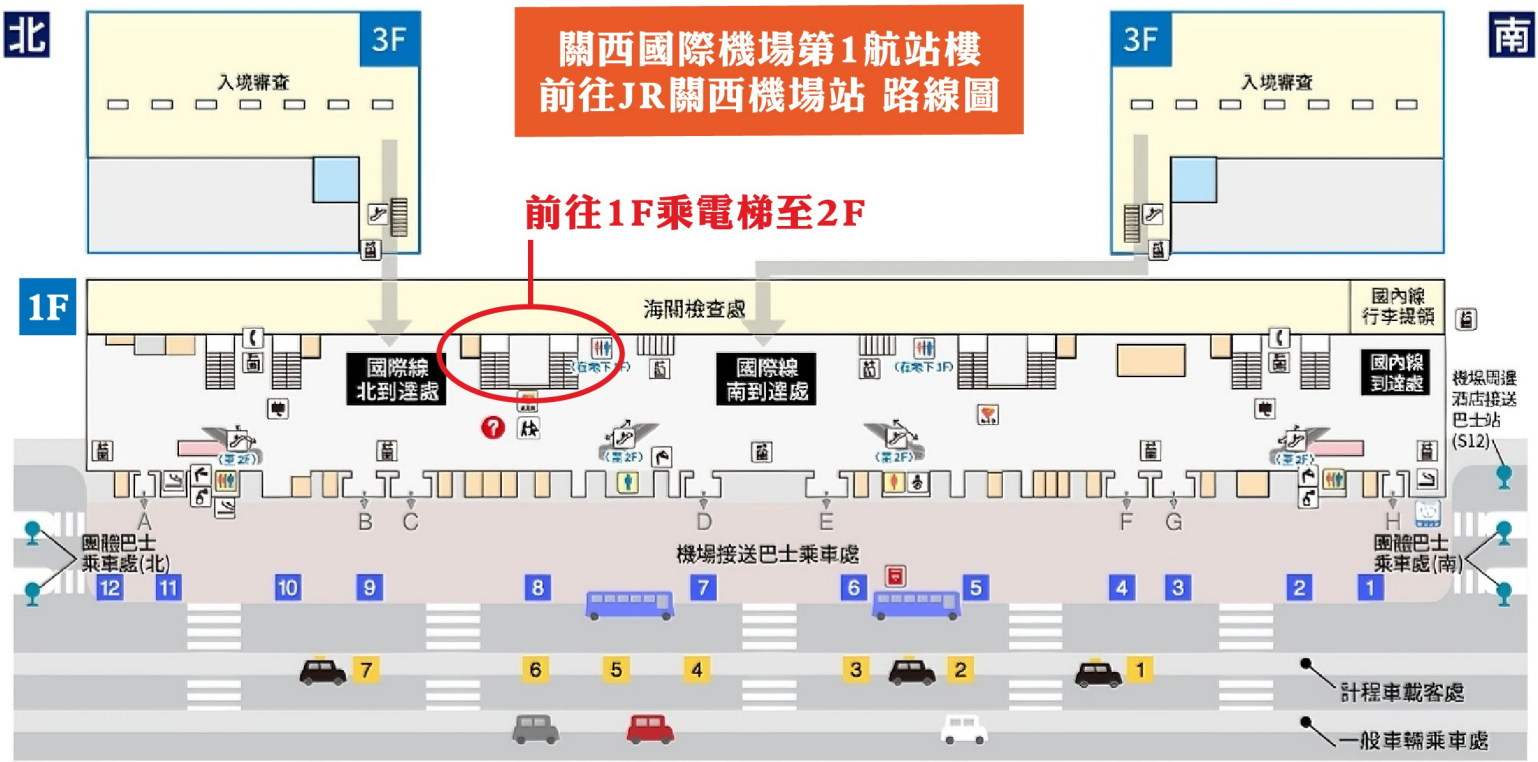 北
3F
入境審查
關西國際機場第1航站樓
前往JR關西機場站 路線圖
3F
入境審查
南
前往1F乘電梯至2F
1F
海關檢查處
國內線
行李提領
國際線
北到達處
(在地下1F)
國際線
南到達處
(在地下1F)
國內線
到達處
機場周邊
酒店接送
巴士站
(S12)
?
(至2F)
(至2F)
(至2F)
(至2F)
A
B
C
D
E
F
G
H
團體巴士
乘車處(北)
機場接送巴士乘車處
團體巴士
乘車處(南)
12
11
10
9
8
7
6
5
4
3
2
1
7
6
5
4
3
2
1
計程車載客處
一般車輛乘車處